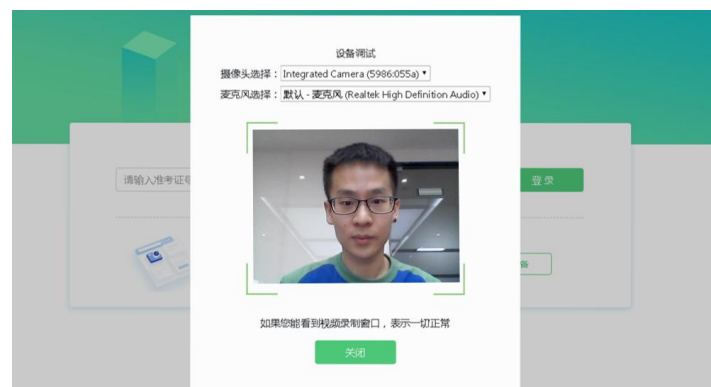 设备调试
摄像头选择：Integrated Camera (5986:055a)
麦克风选择：默认 - 麦克风 (Realtek High Definition Audio)
请输入准考证号
登录
备
如果您能看到视频录制窗口，表示一切正常
关闭